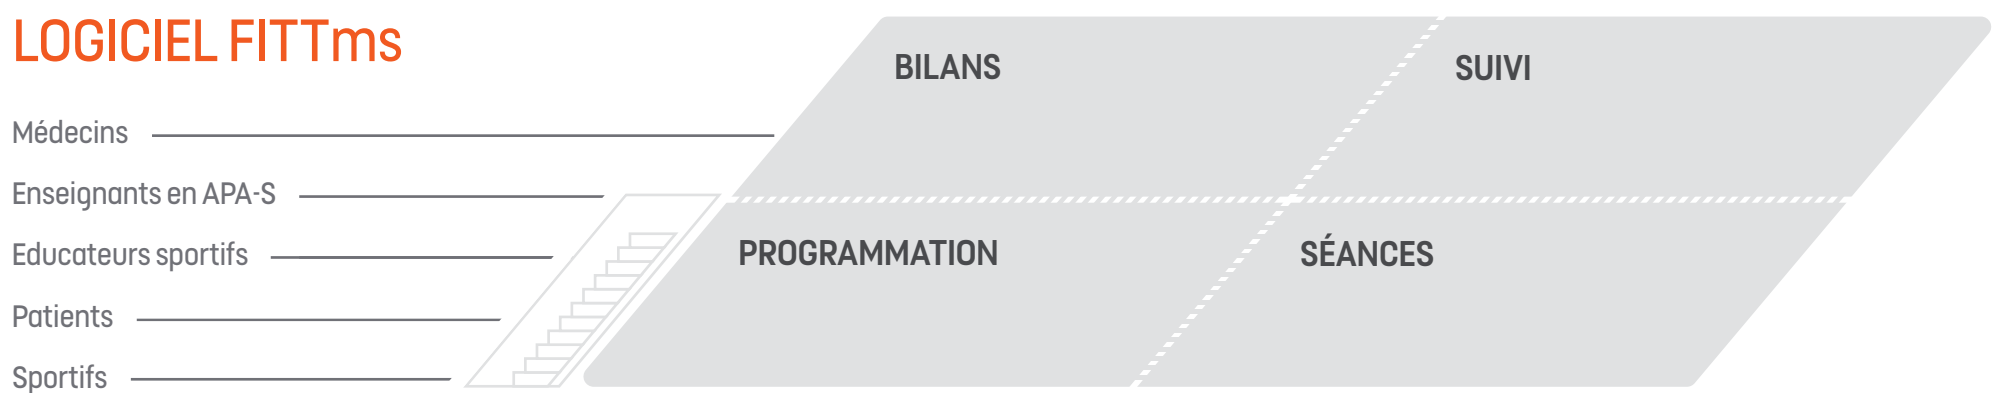 LOGICIEL FITTms
Médecins
Enseignants en APA-S
Educateurs sportifs
Patients
Sportifs
BILANS
SUIVI
PROGRAMMATION
SÉANCES